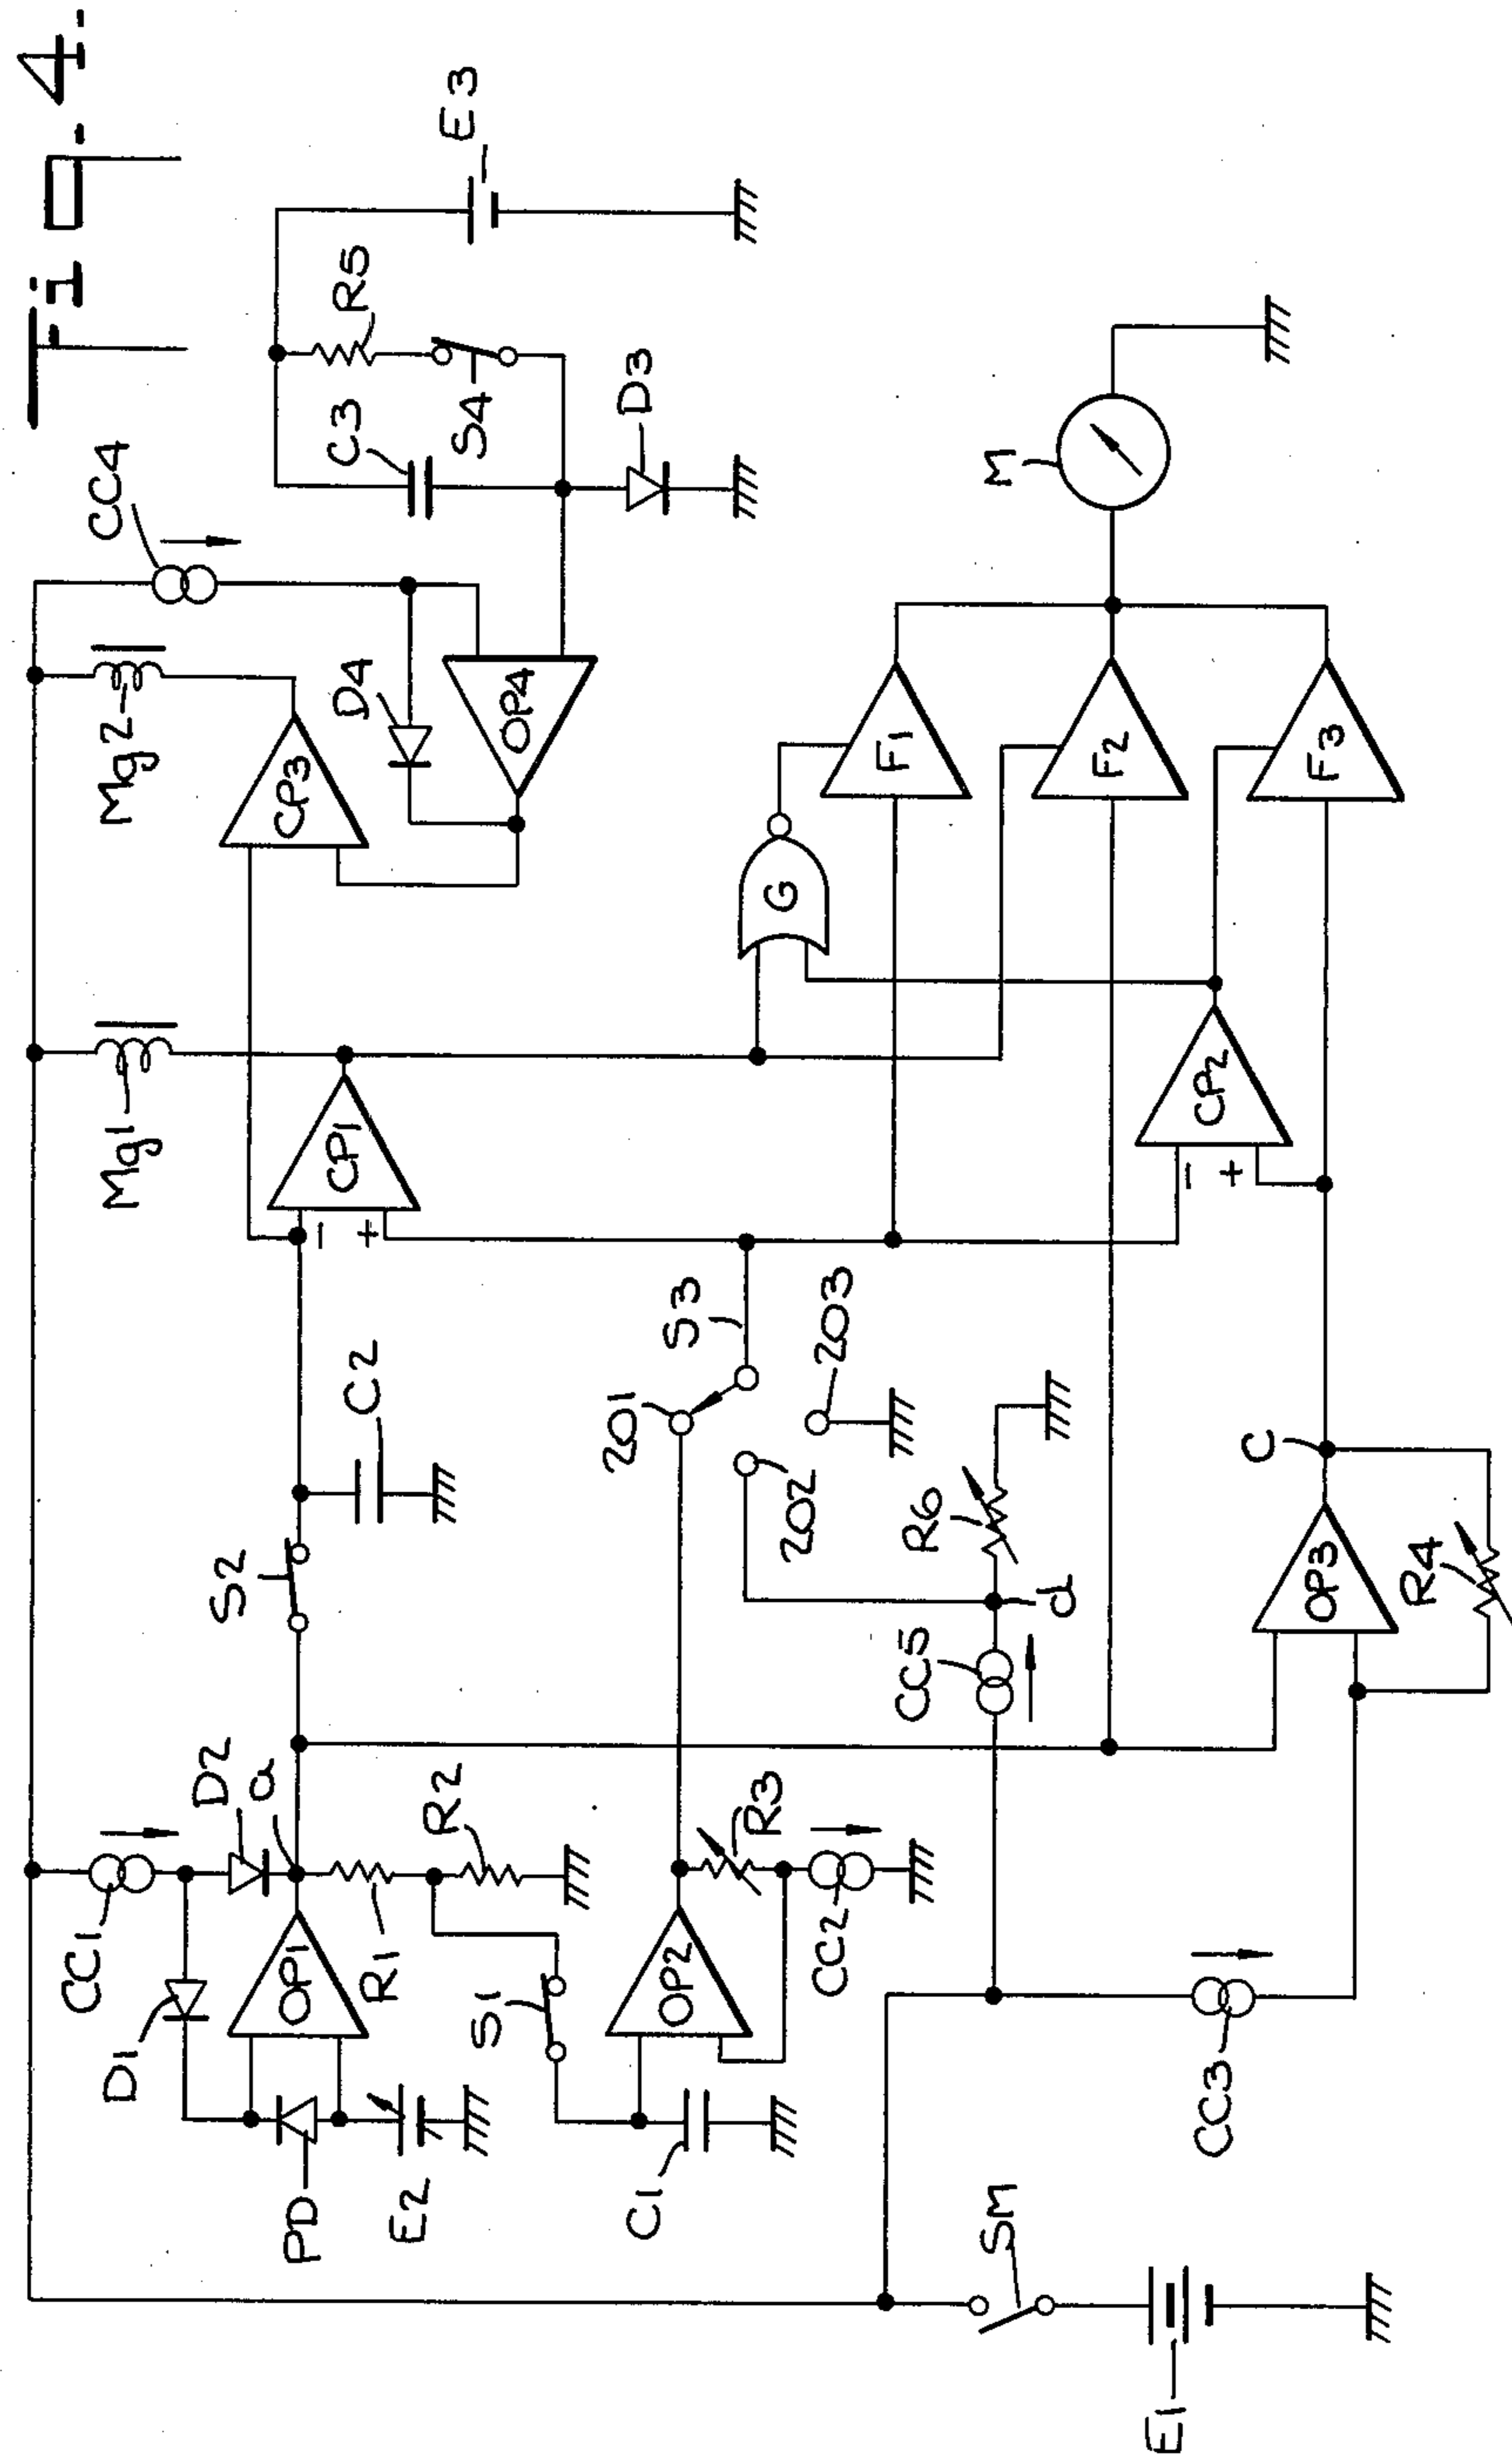 Fig. 4.
CC1
D2
a
D1
OP1
PD
E2
R1
R2
S1
S2
C2
C1
OP2
R3
CC2
Mg1
CP1
-
+
Mg2
CP3
CC4
D4
OP4
C3
R5
S4
D3
E3
201
S3
202
203
CC5
d
R6
G
F1
F2
F3
M
CP2
-
+
C
OP3
R4
CC3
SM
E1